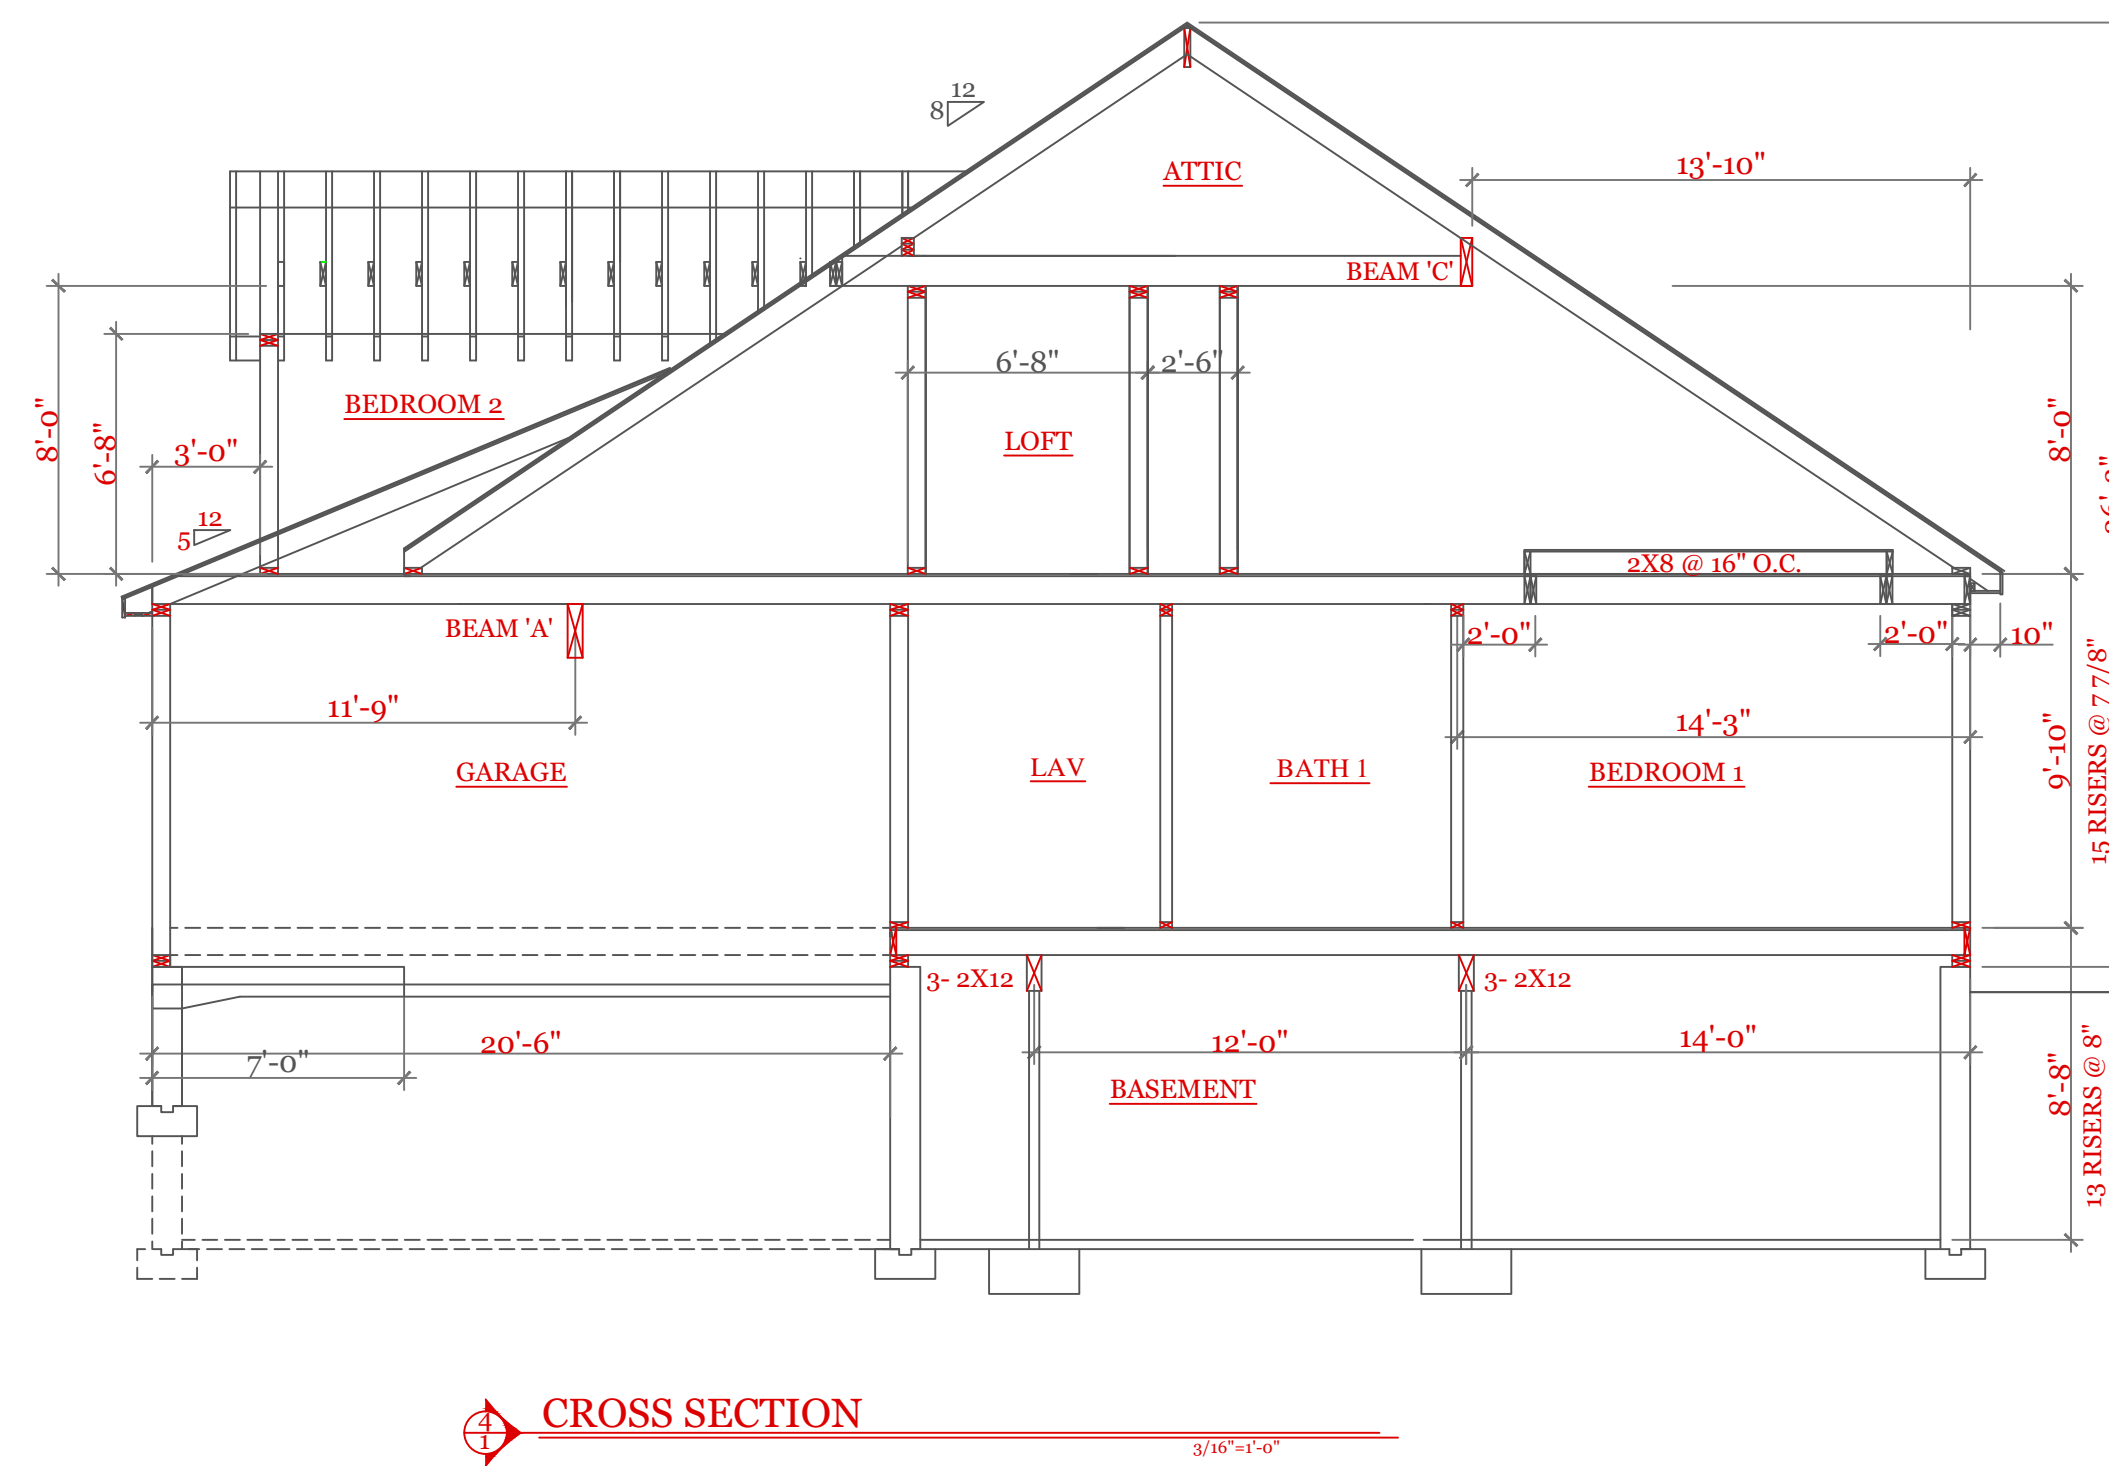 12
8
ATTIC
13'-10"
BEAM 'C'
6'-8"
2'-6"
BEDROOM 2
8'-0"
6'-8"
3'-0"
LOFT
8'-0"
12
5
2X8 @ 16" O.C.
BEAM 'A'
2'-0"
2'-0"
10"
11'-9"
14'-3"
9'-10"
15 RISERS @ 7 7/8"
GARAGE
LAV
BATH 1
BEDROOM 1
3- 2X12
3- 2X12
20'-6"
7'-0"
12'-0"
14'-0"
BASEMENT
8'-8"
13 RISERS @ 8"
4
1
CROSS SECTION
3/16"=1'-0"